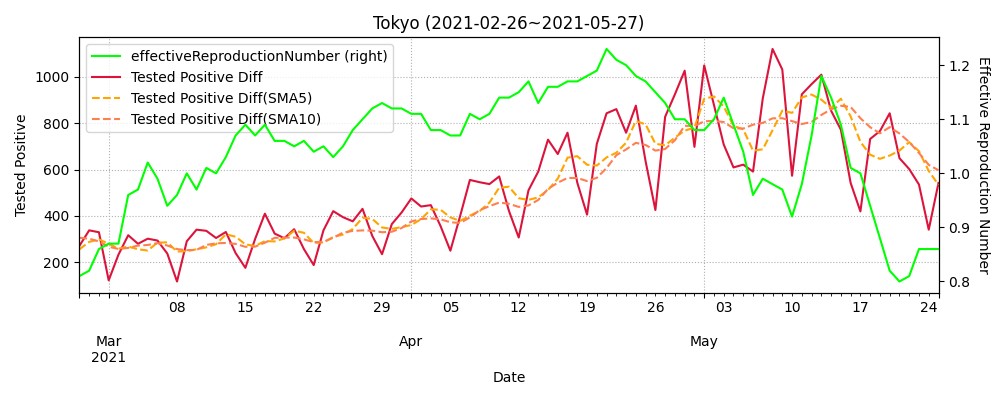 Tokyo (2021-02-26~2021-05-27)
effectiveReproductionNumber (right)
Tested Positive Diff
Tested Positive Diff(SMA5)
Tested Positive Diff(SMA10)
Tested Positive
1000
800
600
400
200
Effective Reproduction Number
1.2
1.1
1.0
0.9
0.8
08 15 22 29 05 12 19 26 03 10 17 24
Mar Apr May
2021
Date